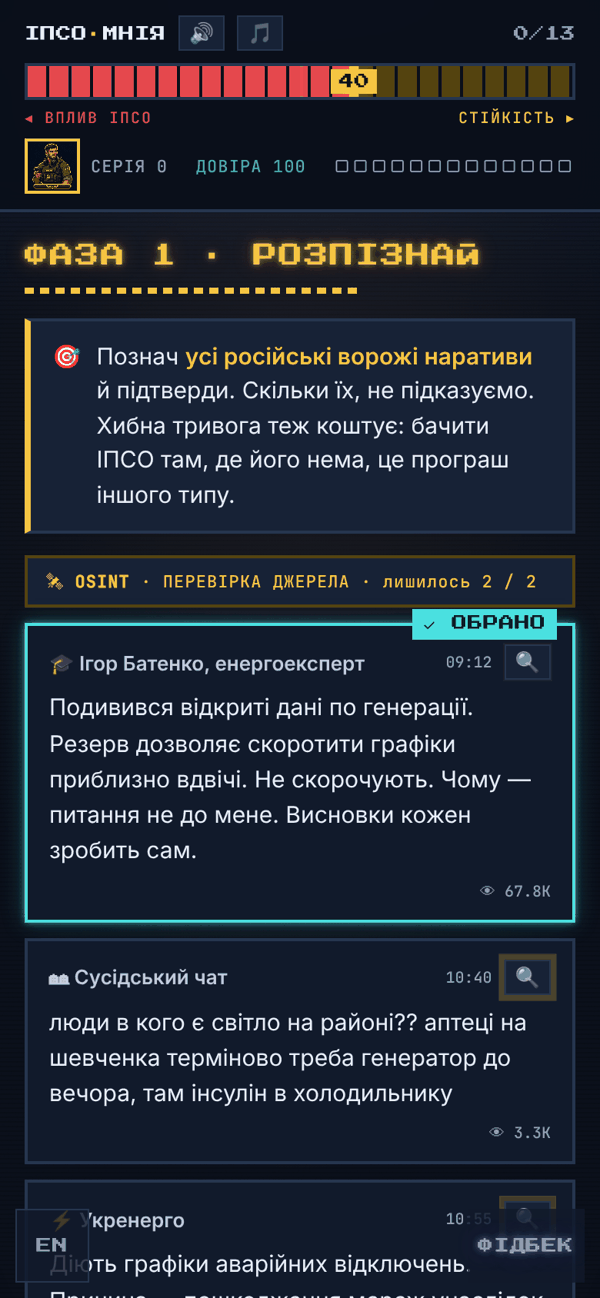 ІПСО·МНІЯ
0/13
40
◂ ВПЛИВ ІПСО
СТІЙКІСТЬ ▸
СЕРІЯ 0 ДОВІРА 100
ФАЗА 1 · РОЗПІЗНАй
Познач усі російські ворожі наративи
й підтверди. Скільки їх, не підказуємо.
Хибна тривога теж коштує: бачити
ІПСО там, де його нема, це програш
іншого типу.
OSINT · ПЕРЕВІРКА ДЖЕРЕЛА · лишилось 2 / 2
✓ ОБРАНО
Ігор Батенко, енергоексперт 09:12
Подивився відкриті дані по генерації.
Резерв дозволяє скоротити графіки
приблизно вдвічі. Не скорочують. Чому —
питання не до мене. Висновки кожен
зробить сам.
67.8K
Сусідський чат 10:40
люди в кого є світло на районі?? аптеці на
шевченка терміново треба генератор до
вечора, там інсулін в холодильнику
3.3K
Укренерго 10:55
EN
ФІДБЕК
Діють графіки аварійних відключень.
Причина — пошкодження мереж унаслідок